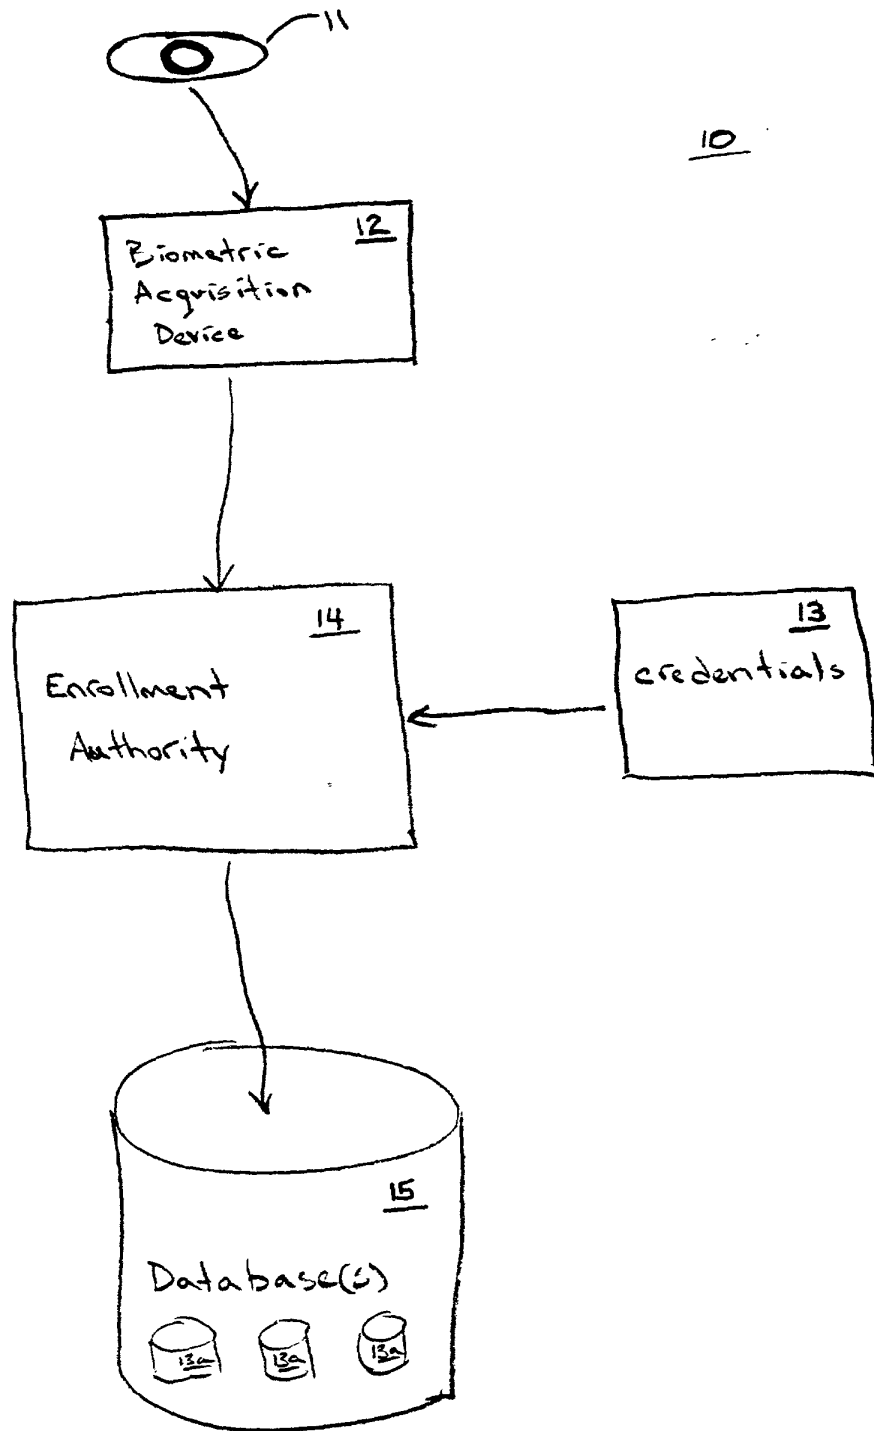 11
10
12
Biometric
Acquisition
Device
14
Enrollment
Authority
13
credentials
15
Database(s)
13a 13a 13a